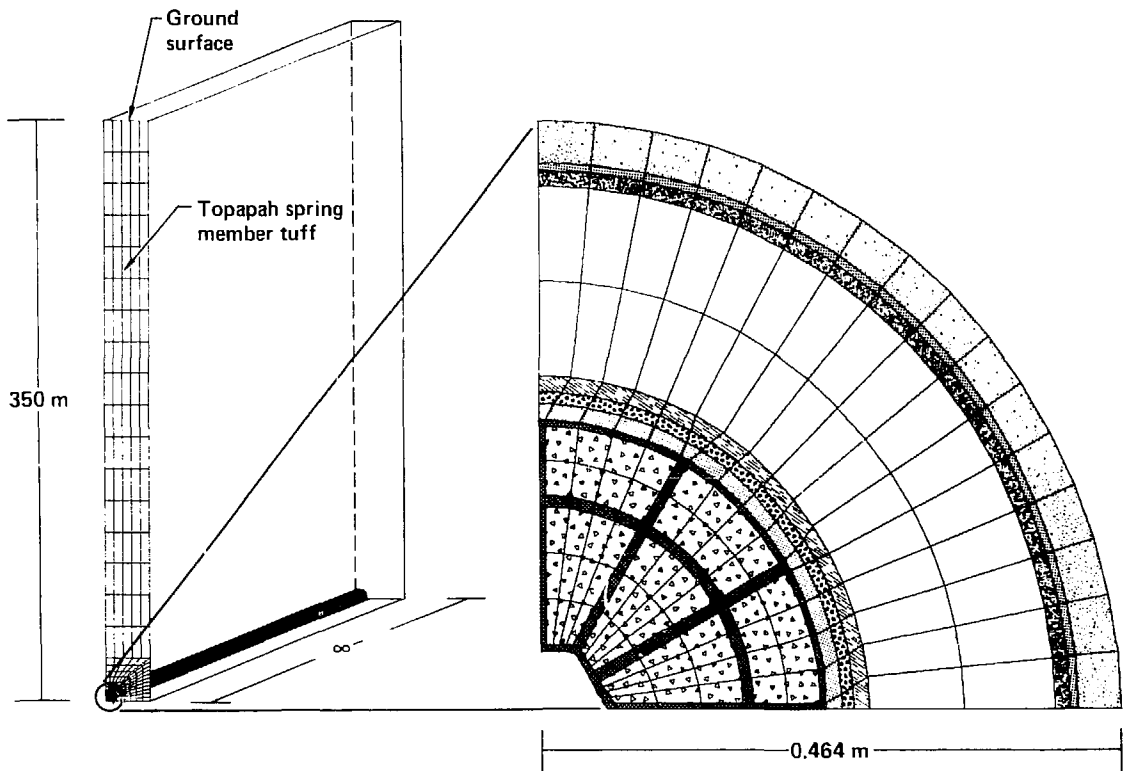 Ground
surface
Topapah spring
member tuff
350 m
∞
0.464 m